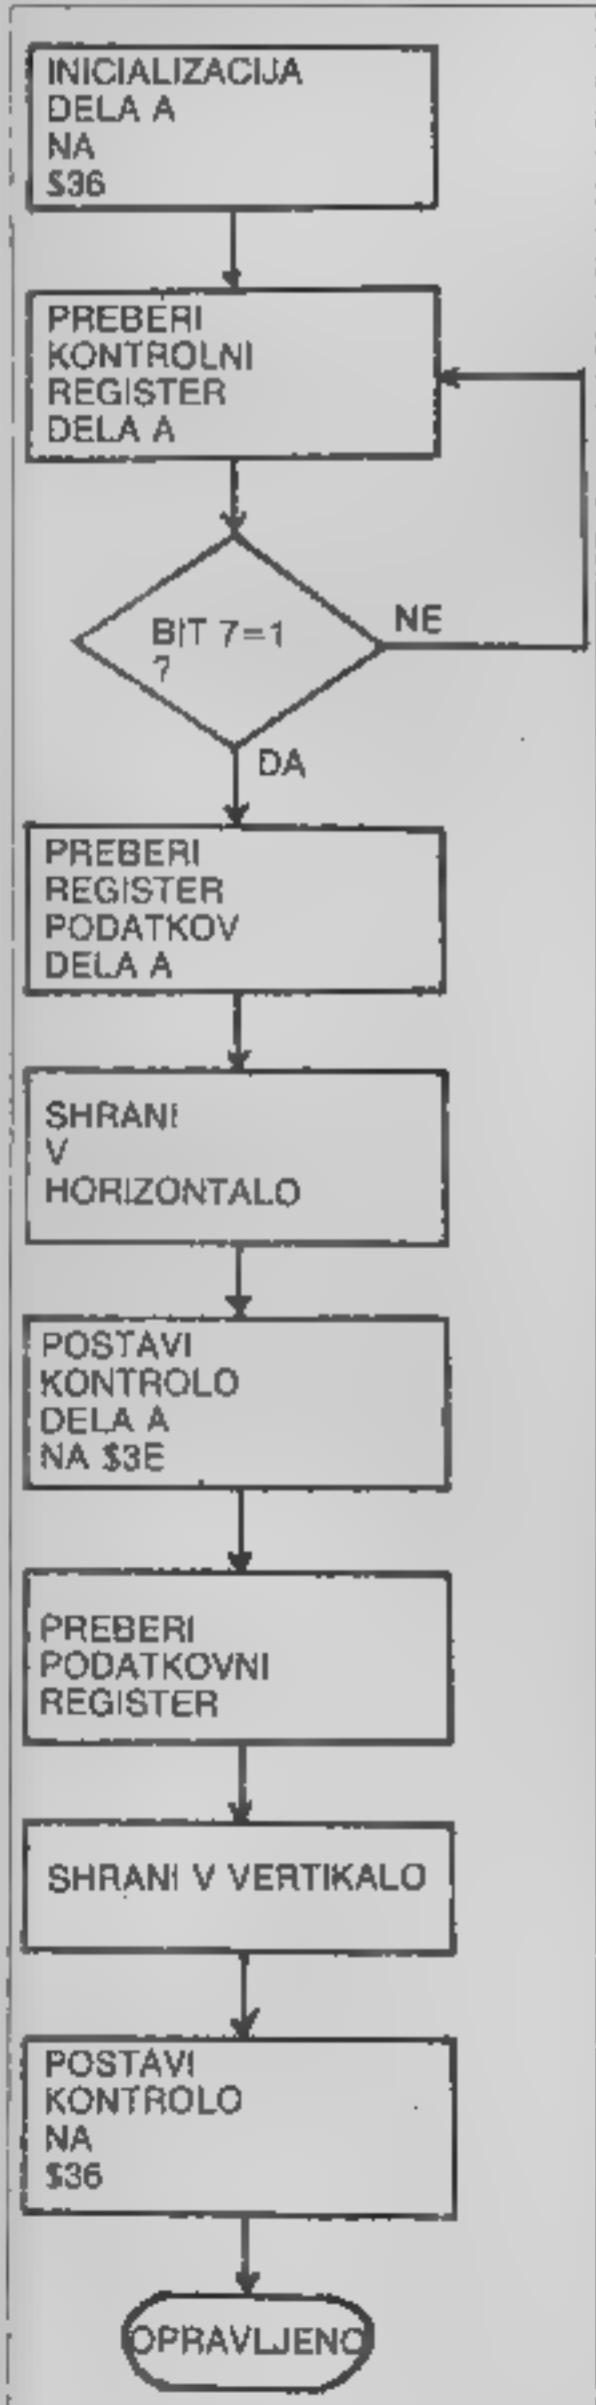 INICIALIZACIJA
DELA A
NA
$36
PREBERI
KONTROLNI
REGISTER
DELA A
BIT 7=1
?
NE
DA
PREBERI
REGISTER
PODATKOV
DELA A
SHRANI
V
HORIZONTALO
POSTAVI
KONTROLO
DELA A
NA $3E
PREBERI
PODATKOVNI
REGISTER
SHRANI V VERTIKALO
POSTAVI
KONTROLO
NA
$36
OPRAVLJENO